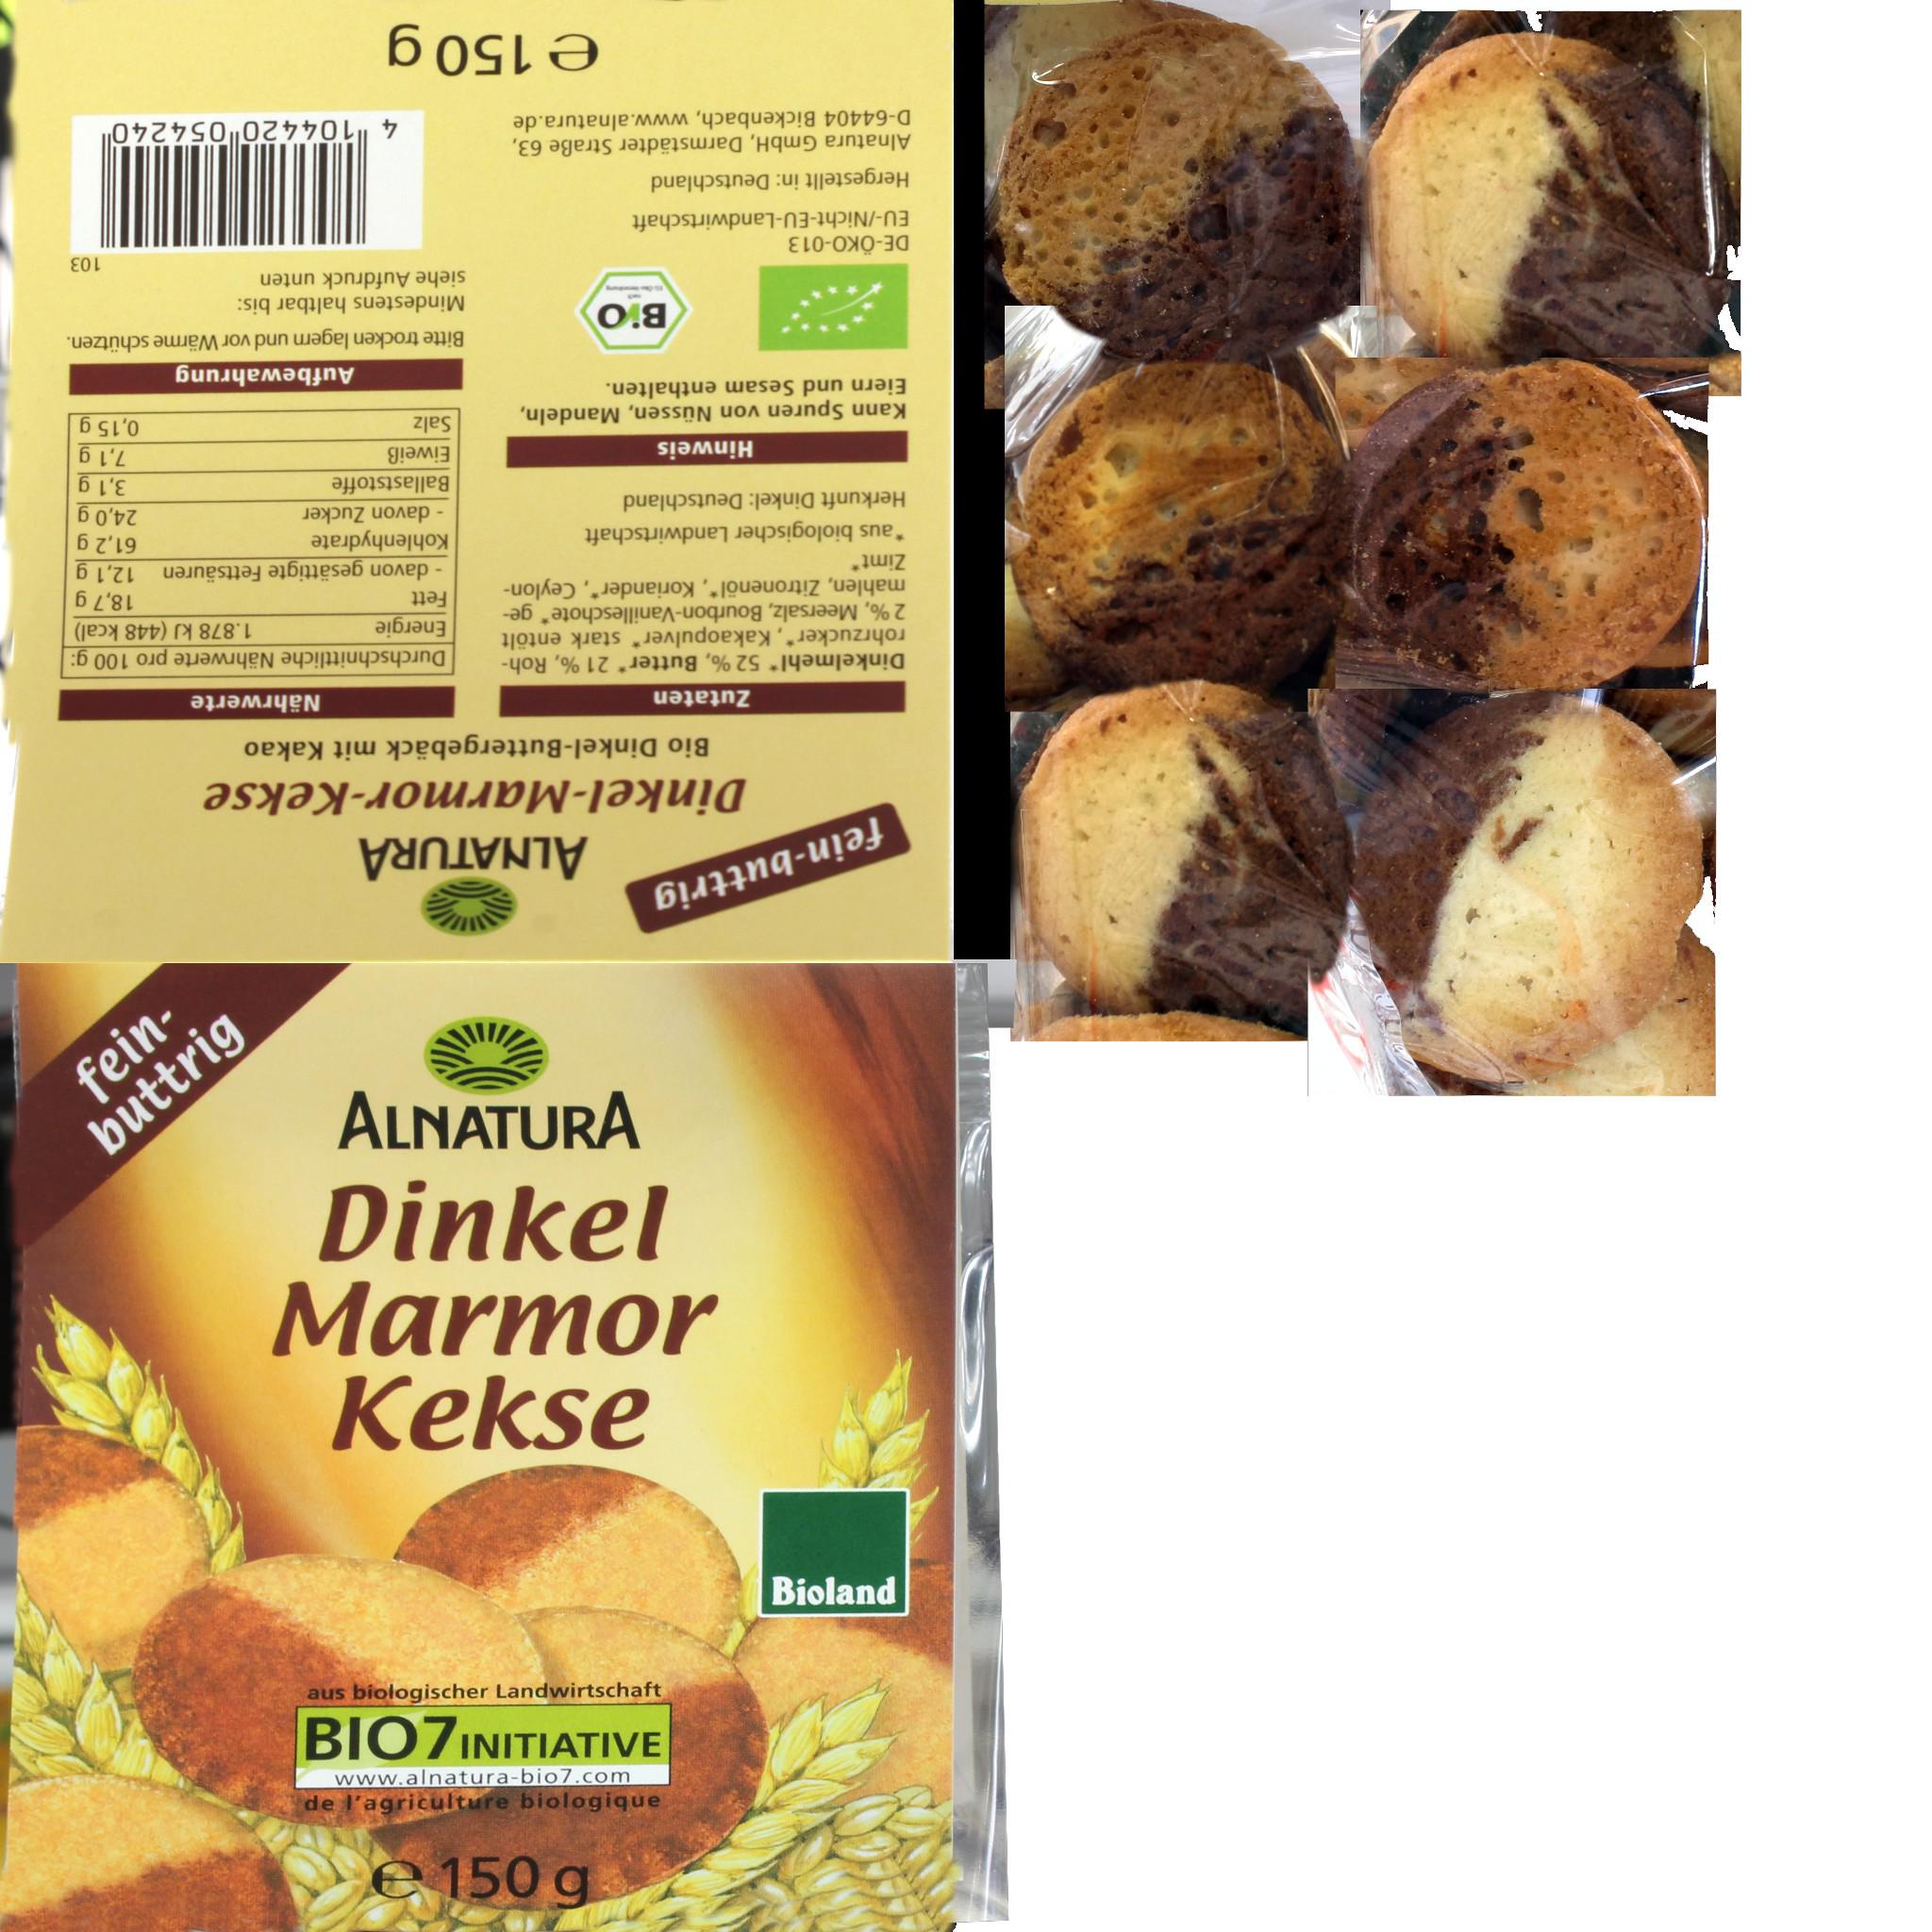 fein-buttrig
ALNATURA
Dinkel-Marmor-Kekse
Bio Dinkel-Buttergebäck mit Kakao
Zutaten
Dinkelmehl* 52 %, Butter* 21 %, Roh-
rohrzucker*, Kakaopulver* stark entölt
2 %, Meersalz, Bourbon-Vanilleschote* ge-
mahlen, Zitronenöl*, Koriander*, Ceylon-
Zimt*
*aus biologischer Landwirtschaft
Herkunft Dinkel: Deutschland
Hinweis
Kann Spuren von Nüssen, Mandeln,
Eiern und Sesam enthalten.
Bio
nach
EG-Öko-Verordnung
DE-ÖKO-013
EU-/Nicht-EU-Landwirtschaft
Hergestellt in: Deutschland
Alnatura GmbH, Darmstädter Straße 63,
D-64404 Bickenbach, www.alnatura.de
Nährwerte
Durchschnittliche Nährwerte pro 100 g:
Energie 1.878 kJ (448 kcal)
Fett 18,7 g
- davon gesättigte Fettsäuren 12,1 g
Kohlenhydrate 61,2 g
- davon Zucker 24,0 g
Ballaststoffe 3,1 g
Eiweiß 7,1 g
Salz 0,15 g
Aufbewahrung
Bitte trocken lagern und vor Wärme schützen.
Mindestens haltbar bis:
siehe Aufdruck unten
103
4 104420 054240
℮ 150 g
fein-
buttrig
ALNATURA
Dinkel
Marmor
Kekse
Bioland
aus biologischer Landwirtschaft
BIO7INITIATIVE
www.alnatura-bio7.com
de l'agriculture biologique
℮ 150 g